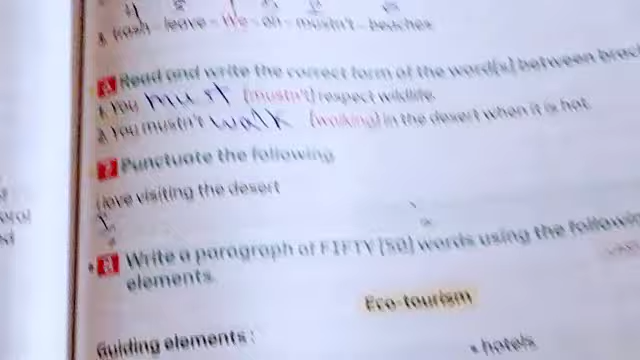 3. trash - leave - We - on - mustn't - beaches
6 Read and write the correct form of the word(s) between brack
1. You must (mustn't) respect wildlife.
2. You mustn't walk (walking) in the desert when it is hot.
7 Punctuate the following
i love visiting the desert
I
8 Write a paragraph of FIFTY (50) words using the followin
elements.
Eco-tourism
Guiding elements:
• hotels